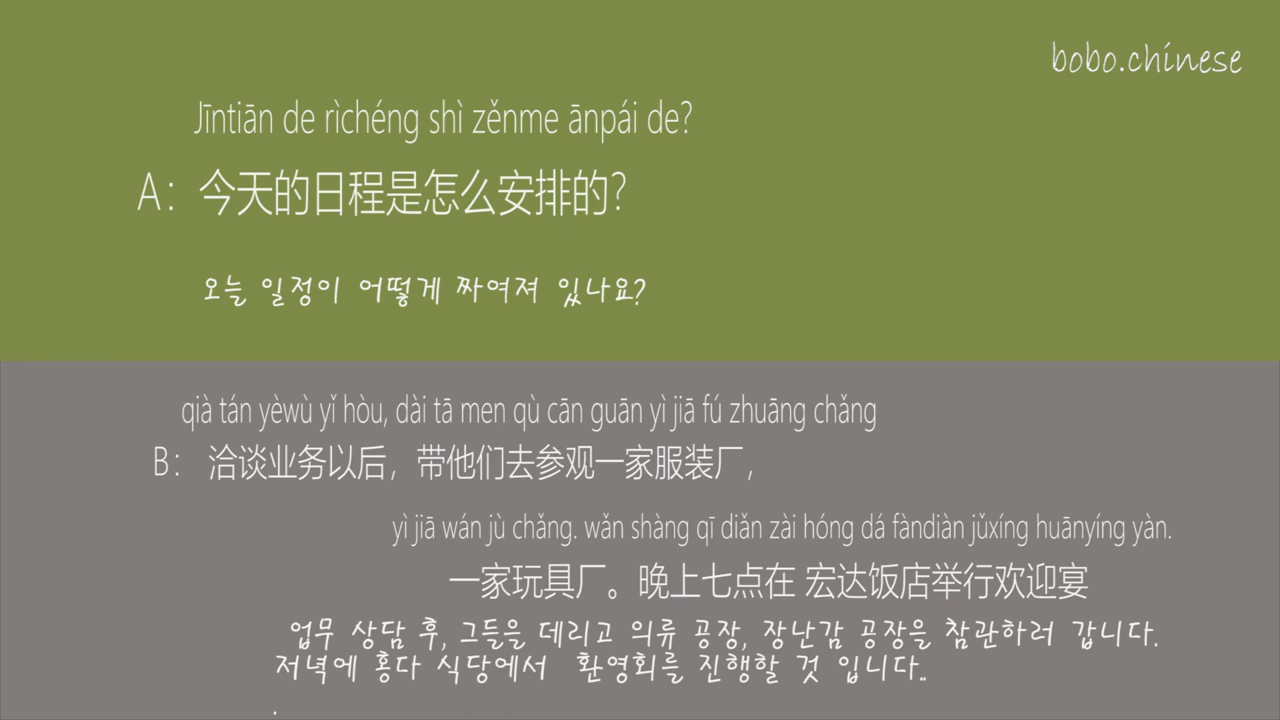 bobo.chinese
Jīntiān de rìchéng shì zěnme ānpái de?
A: 今天的日程是怎么安排的?
오늘 일정이 어떻게 짜여져 있나요?
qià tán yèwù yǐ hòu, dài tā men qù cān guān yì jiā fú zhuāng chǎng
B: 洽谈业务以后，带他们去参观一家服装厂，
yì jiā wán jù chǎng. wǎn shàng qī diǎn zài hóng dá fàndiàn jǔxíng huānyíng yàn.
一家玩具厂。晚上七点在 宏达饭店举行欢迎宴
업무 상담 후, 그들을 데리고 의류 공장, 장난감 공장을 참관하러 갑니다.
저녁에 홍다 식당에서 환영회를 진행할 것 입니다..
.